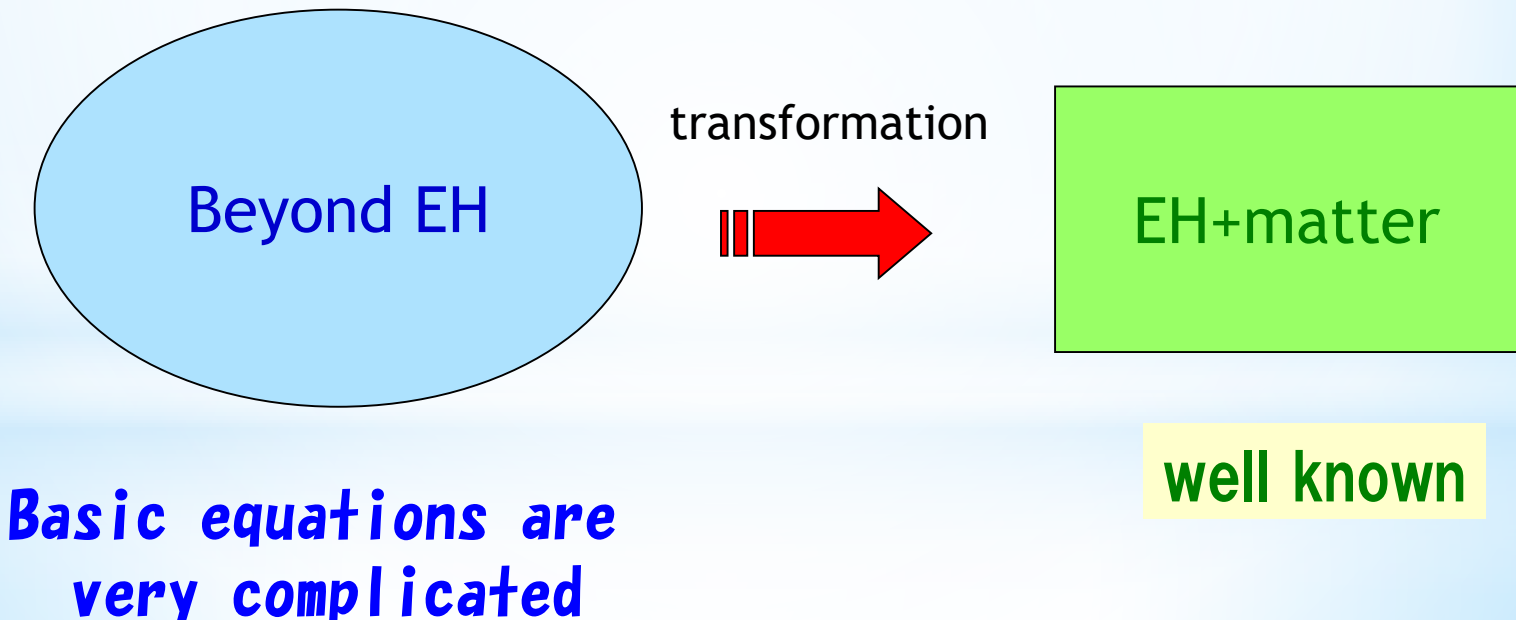 transformation
Beyond EH
EH+matter
well known
Basic equations are
very complicated